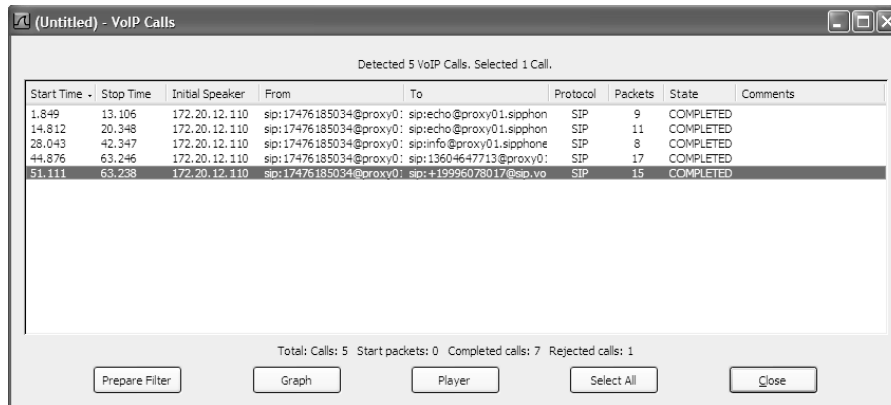 (Untitled) - VoIP Calls
Detected 5 VoIP Calls. Selected 1 Call.
Start Time Stop Time Initial Speaker From To Protocol Packets State Comments
1.849 13.106 172.20.12.110 sip:17476185034@proxy0 sip:echo@proxy01.sipphon SIP 9 COMPLETED
14.812 20.348 172.20.12.110 sip:17476185034@proxy0 sip:echo@proxy01.sipphon SIP 11 COMPLETED
28.043 42.347 172.20.12.110 sip:17476185034@proxy0 sip:info@proxy01.sipphone SIP 8 COMPLETED
44.876 63.246 172.20.12.110 sip:17476185034@proxy0 sip:13604647713@proxy0 SIP 17 COMPLETED
51.111 63.238 172.20.12.110 sip:17476185034@proxy0 sip:+19996078017@sip.vo SIP 15 COMPLETED
Total: Calls: 5 Start packets: 0 Completed calls: 7 Rejected calls: 1
Prepare Filter Graph Player Select All Close